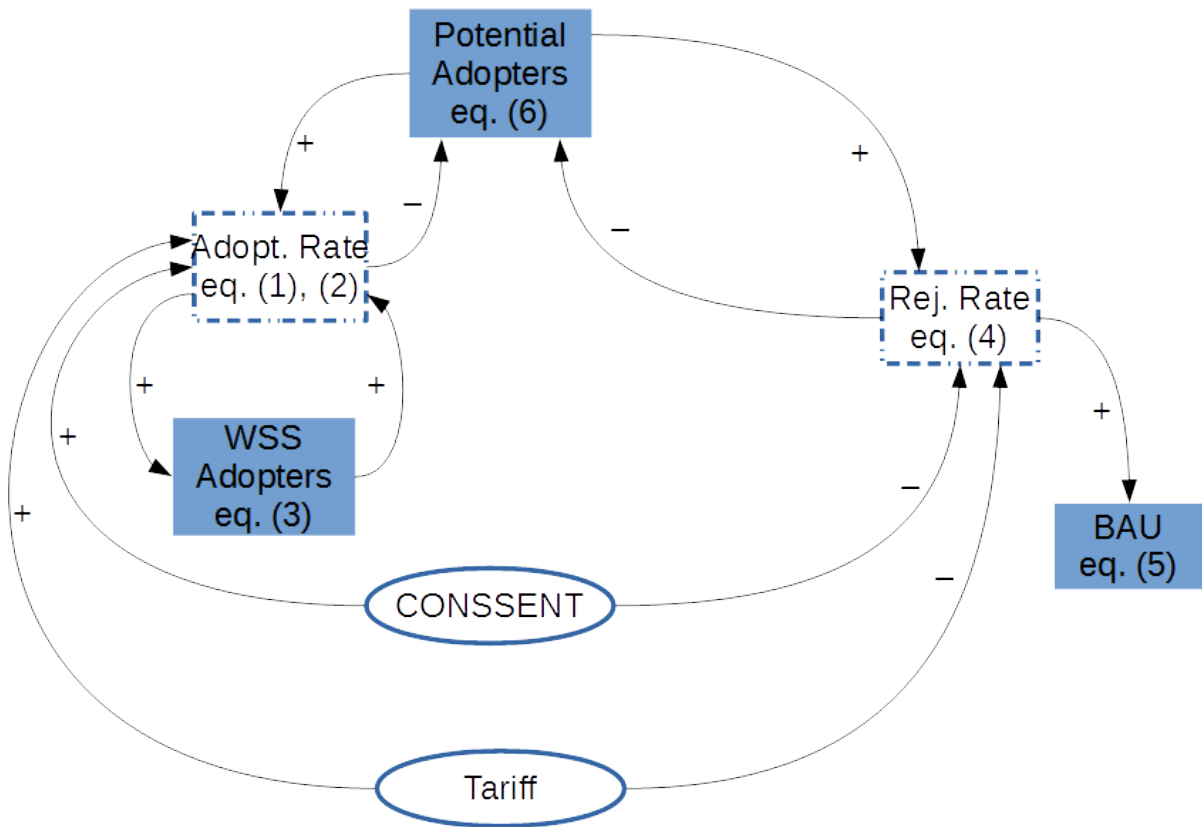 Potential
Adopters
eq. (6)
+
+
–
–
Adopt. Rate
eq. (1), (2)
Rej. Rate
eq. (4)
+
+
+
+
WSS
Adopters
eq. (3)
–
+
BAU
eq. (5)
–
CONSSENT
Tariff